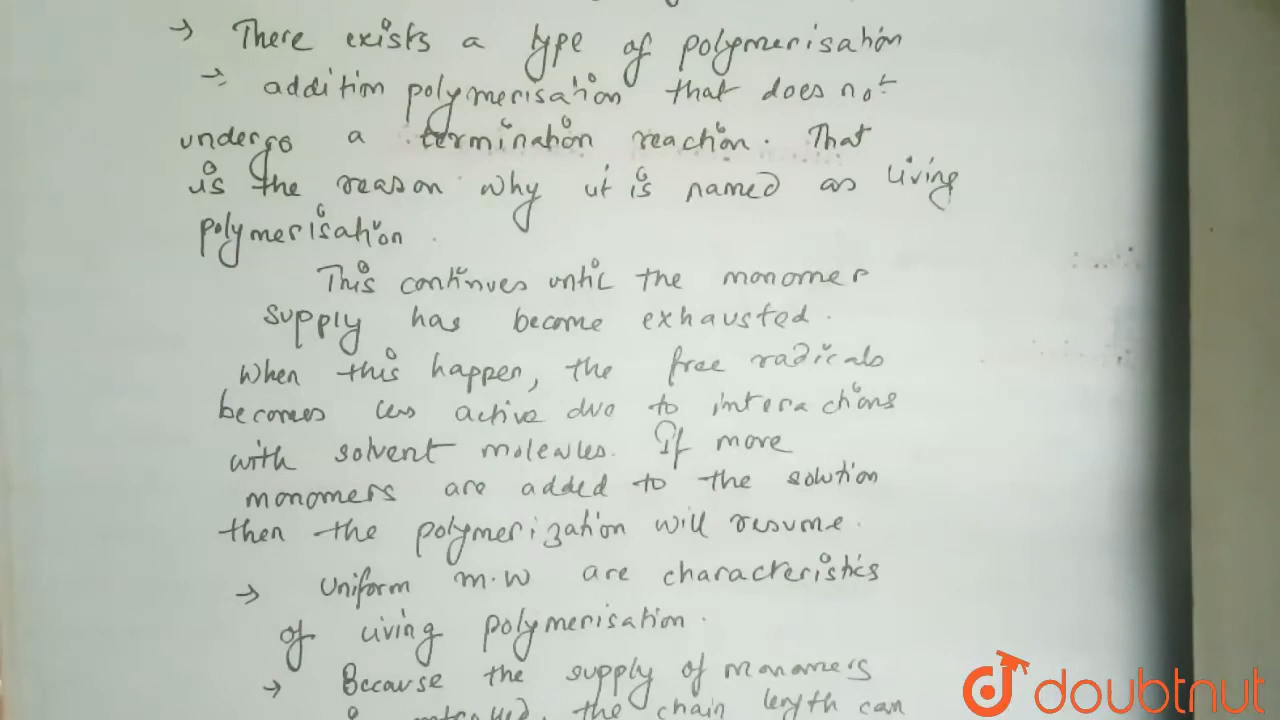 → There exists a type of polymerisation
→ addition polymerisation that does not
undergo a termination reaction. That
is the reason why it is named as living
polymerisation.
This continues until the monomer
supply has become exhausted.
When this happen, the free radicals
becomes less active due to interactions
with solvent molecules. If more
monomers are added to the solution
then the polymerization will resume.
→ Uniform m.w are characteristics
of living polymerisation.
→ Because the supply of monomers
the chain length can
doubtnut